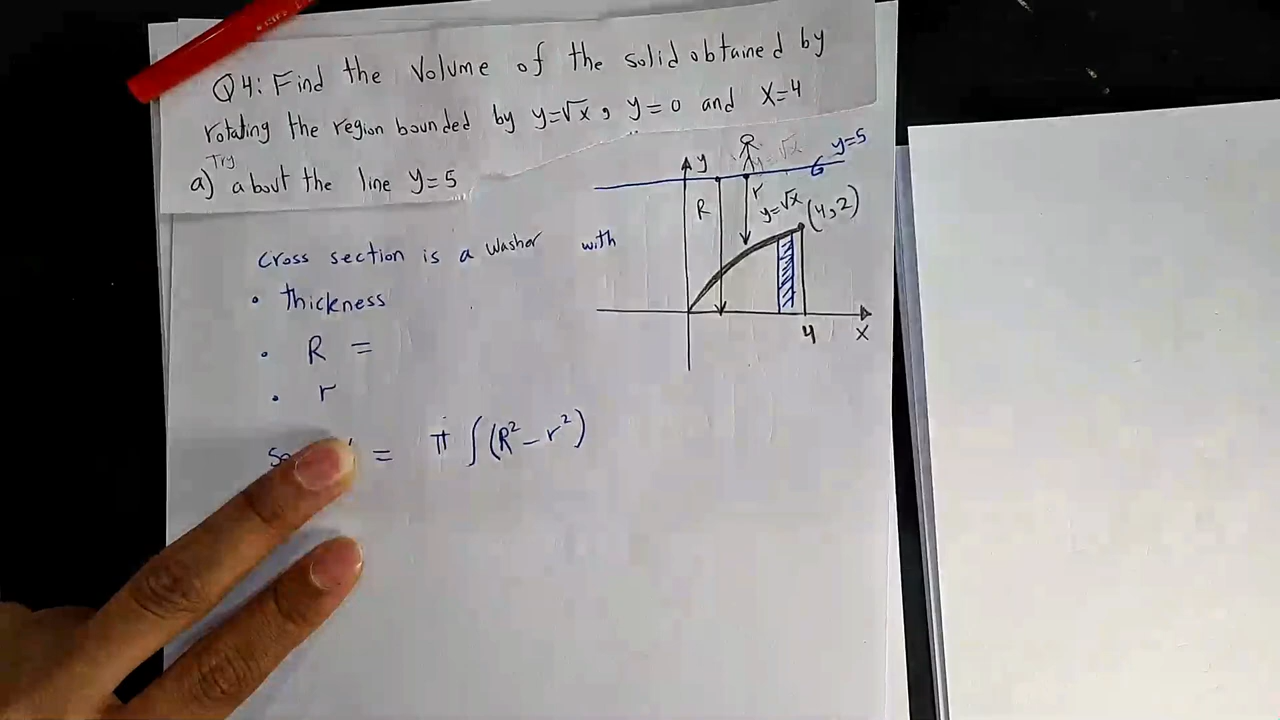 Q4: Find the Volume of the solid obtained by
rotating the region bounded by y=√x, y=0 and x=4
Try
a) about the line y=5
y
y=√x
y=5
R
r
y=√x
(4,2)
4
x
Cross section is a washer with
• thickness
• R =
• r
So = π ∫(R² - r²)